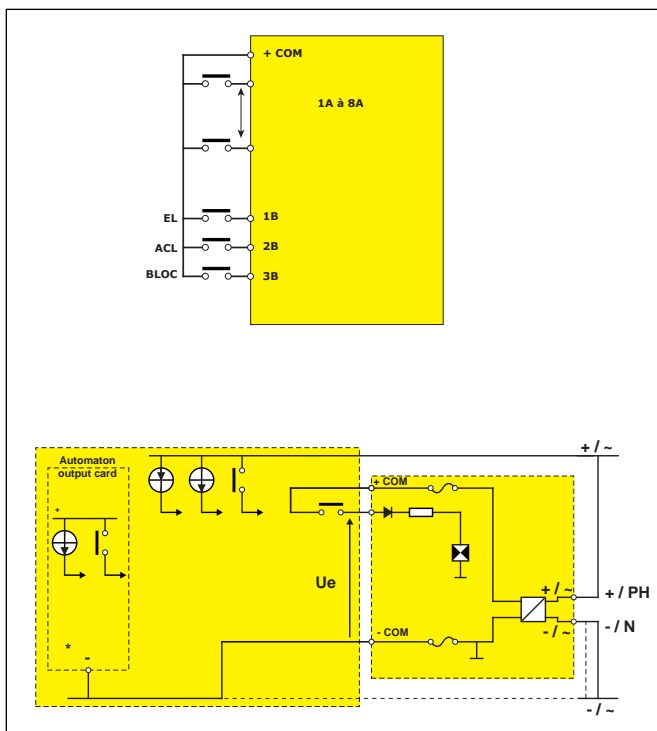 + COM
1A à 8A
EL
1B
ACL
2B
BLOC
3B
+ / ~
Automaton
output card
+ COM
+
Ue
+ / ~
+ / PH
- / ~
- / N
- COM
*
-
- / ~